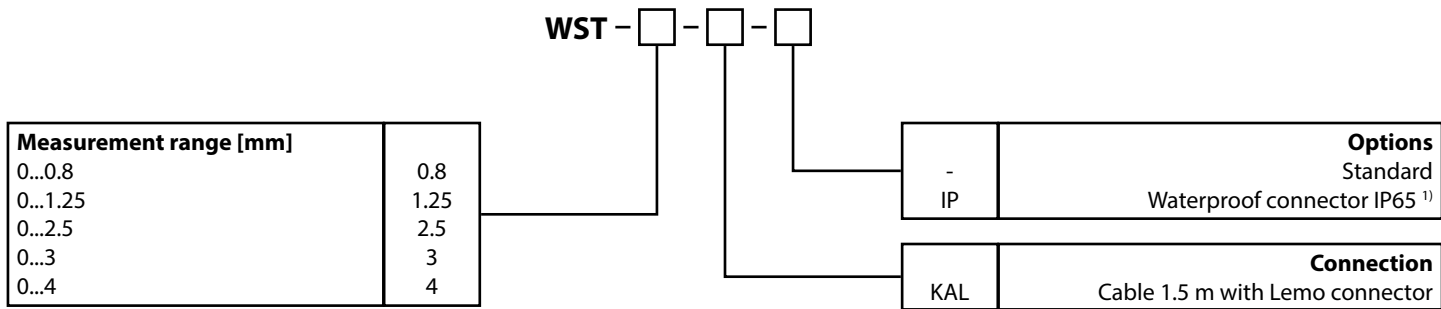 WST – –  –
Measurement range [mm]
0...0.8 0.8
0...1.25 1.25
0...2.5 2.5
0...3 3
0...4 4
Options
- Standard
IP Waterproof connector IP65 ¹⁾
Connection
KAL Cable 1.5 m with Lemo connector